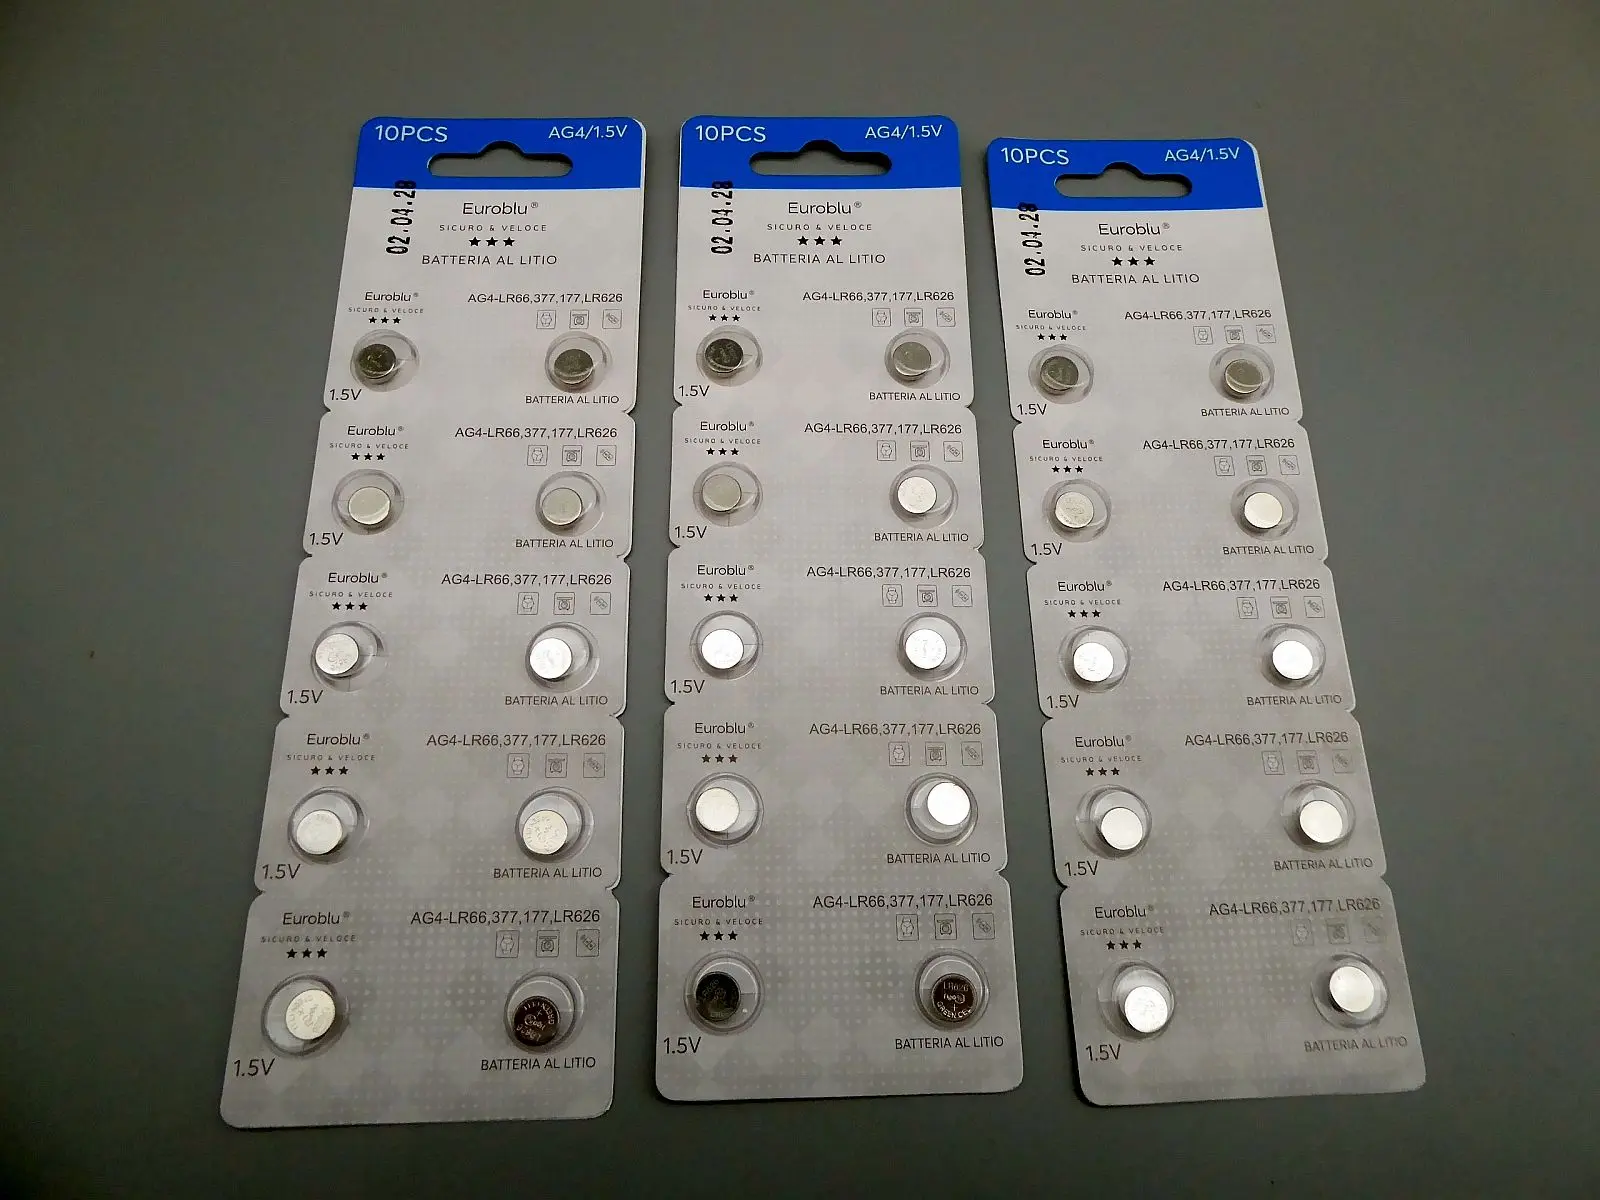 10PCS AG4/1.5V
02.04.28
Euroblu®
SICURO & VELOCE
BATTERIA AL LITIO
Euroblu®
SICURO & VELOCE
AG4-LR66,377,177,LR626
1.5V
BATTERIA AL LITIO
Euroblu®
SICURO & VELOCE
AG4-LR66,377,177,LR626
1.5V
BATTERIA AL LITIO
Euroblu®
SICURO & VELOCE
AG4-LR66,377,177,LR626
1.5V
BATTERIA AL LITIO
Euroblu®
SICURO & VELOCE
AG4-LR66,377,177,LR626
1.5V
BATTERIA AL LITIO
Euroblu®
SICURO & VELOCE
AG4-LR66,377,177,LR626
1.5V
BATTERIA AL LITIO
10PCS AG4/1.5V
02.04.28
Euroblu®
SICURO & VELOCE
BATTERIA AL LITIO
Euroblu®
SICURO & VELOCE
AG4-LR66,377,177,LR626
1.5V
BATTERIA AL LITIO
Euroblu®
SICURO & VELOCE
AG4-LR66,377,177,LR626
1.5V
BATTERIA AL LITIO
Euroblu®
SICURO & VELOCE
AG4-LR66,377,177,LR626
1.5V
BATTERIA AL LITIO
Euroblu®
SICURO & VELOCE
AG4-LR66,377,177,LR626
1.5V
BATTERIA AL LITIO
Euroblu®
SICURO & VELOCE
AG4-LR66,377,177,LR626
LR626
GREEN
1.5V
BATTERIA AL LITIO
10PCS AG4/1.5V
02.04.28
Euroblu®
SICURO & VELOCE
BATTERIA AL LITIO
Euroblu®
SICURO & VELOCE
AG4-LR66,377,177,LR626
1.5V
BATTERIA AL LITIO
Euroblu®
SICURO & VELOCE
AG4-LR66,377,177,LR626
1.5V
BATTERIA AL LITIO
Euroblu®
SICURO & VELOCE
AG4-LR66,377,177,LR626
1.5V
BATTERIA AL LITIO
Euroblu®
SICURO & VELOCE
AG4-LR66,377,177,LR626
1.5V
BATTERIA AL LITIO
Euroblu®
SICURO & VELOCE
AG4-LR66,377,177,LR626
1.5V
BATTERIA AL LITIO